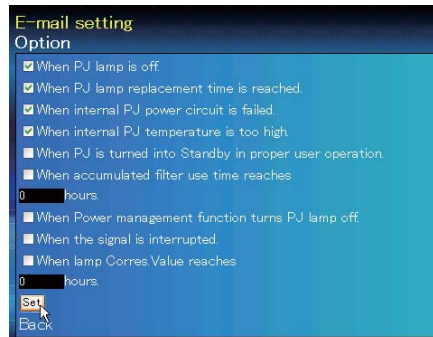 E-mail setting
Option
When PJ lamp is off.
When PJ lamp replacement time is reached.
When internal PJ power circuit is failed.
When internal PJ temperature is too high.
When PJ is turned into Standby in proper user operation.
When accumulated filter use time reaches
0 hours.
When Power management function turns PJ lamp off.
When the signal is interrupted.
When lamp Corres.Value reaches
0 hours.
Set
Back